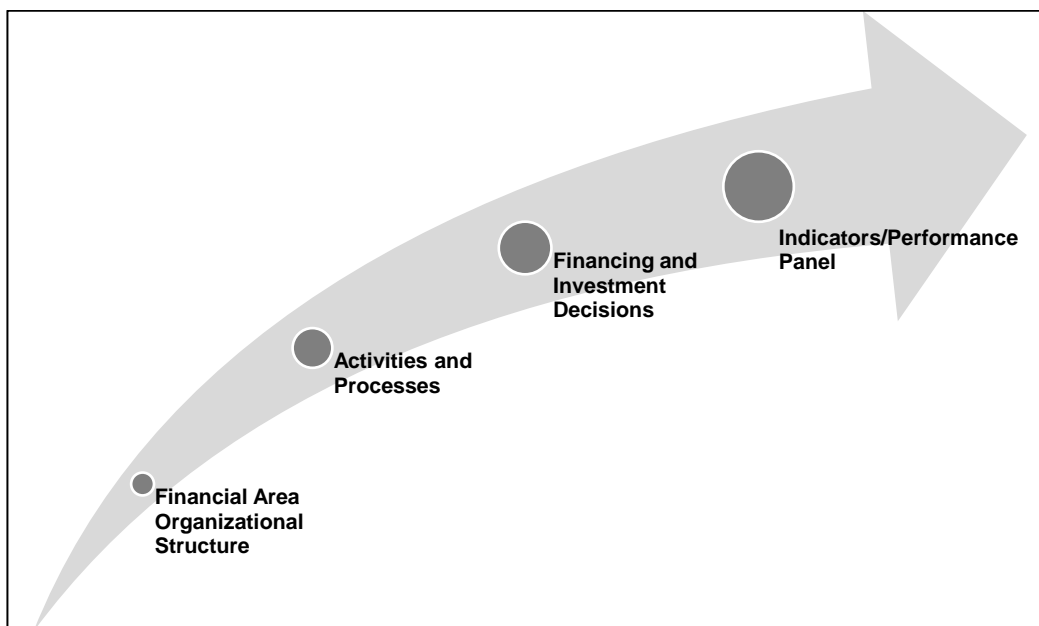 Indicators/Performance
Panel
Financing and
Investment
Decisions
Activities and
Processes
Financial Area
Organizational
Structure